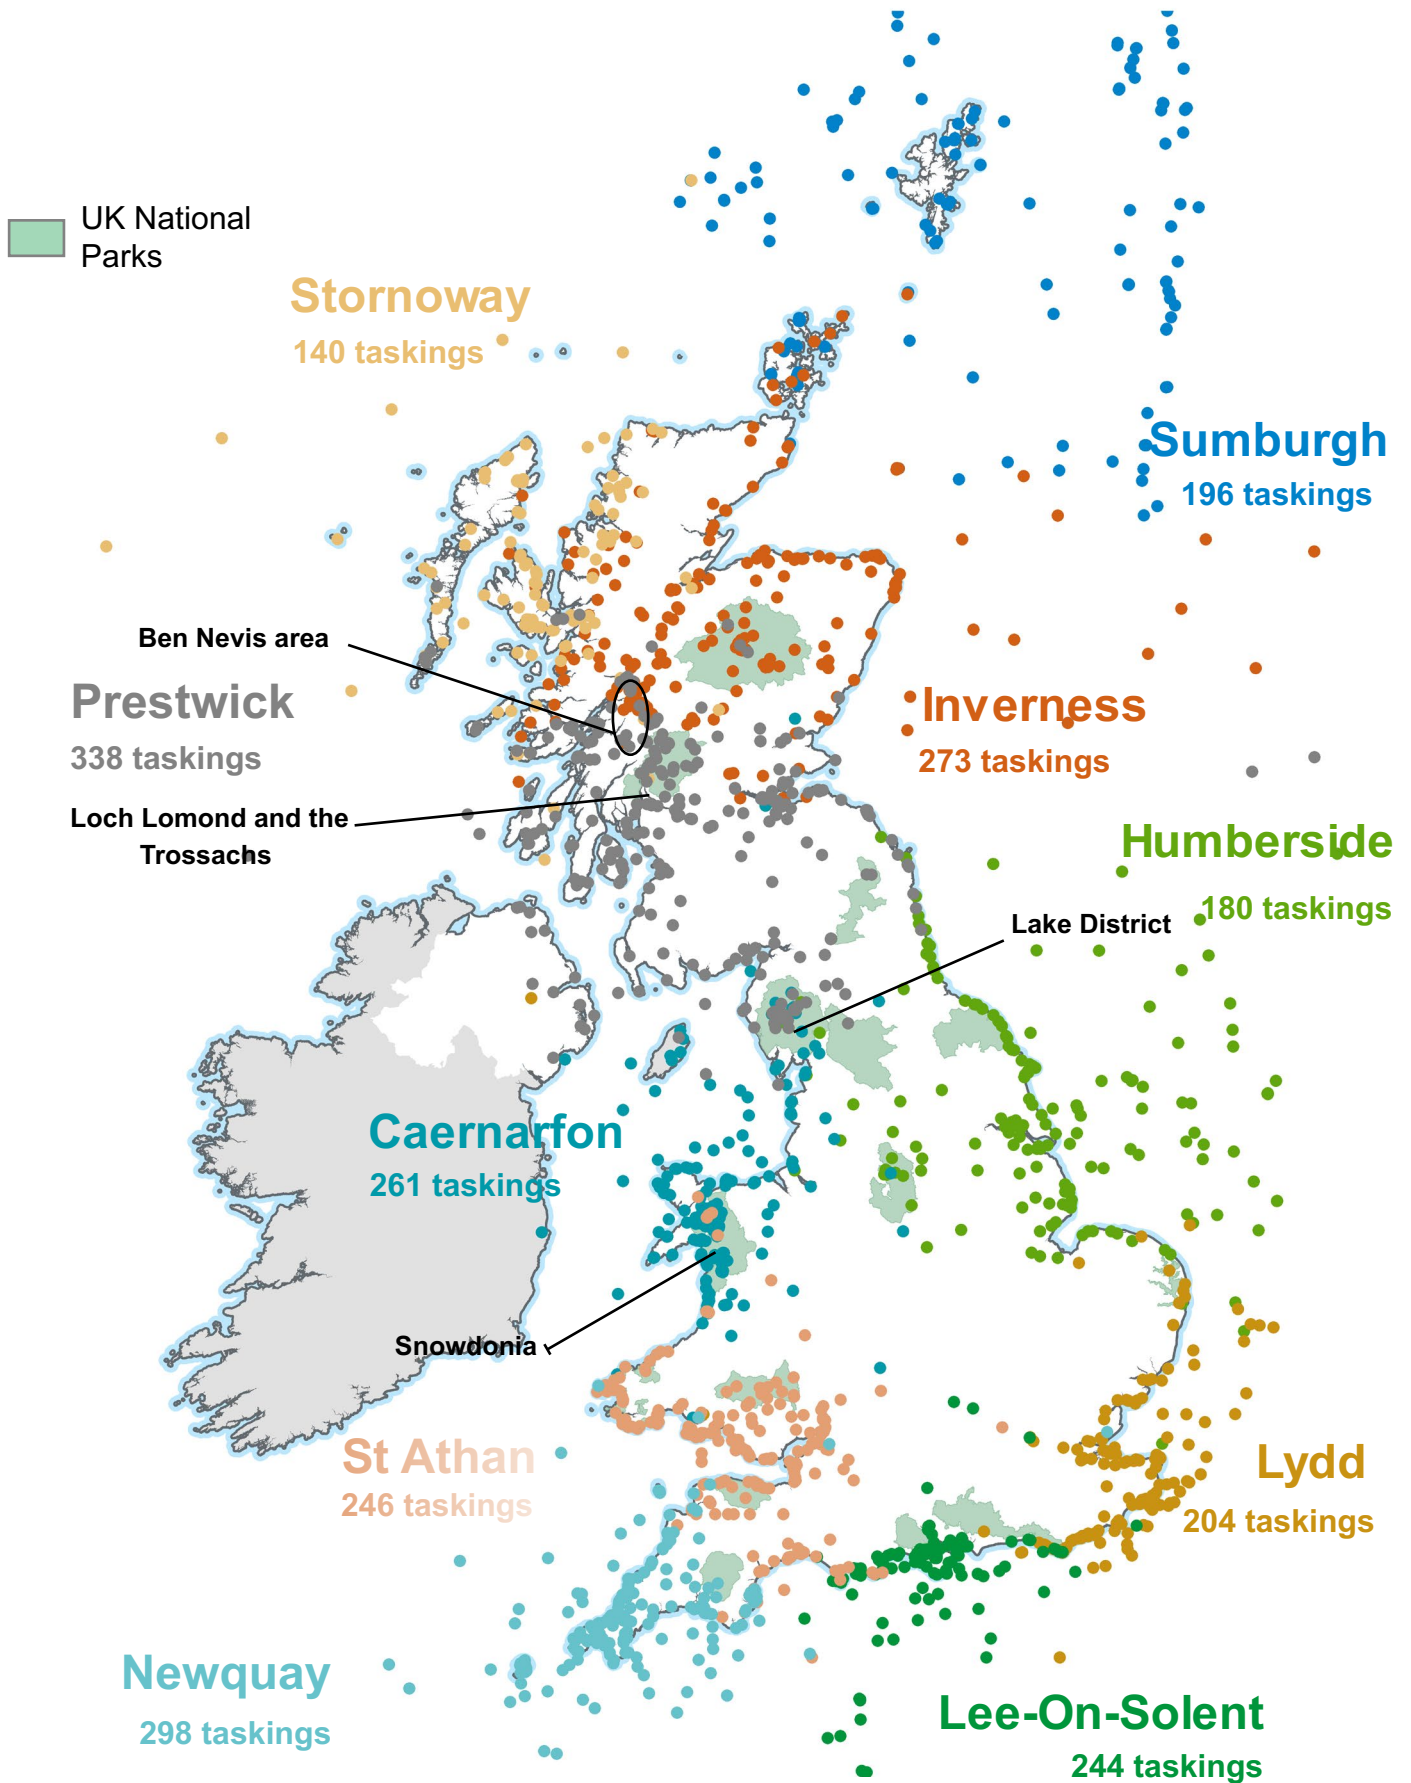 UK National
Parks
Stornoway
140 taskings
Sumburgh
196 taskings
Ben Nevis area
Prestwick
338 taskings
Inverness
273 taskings
Loch Lomond and the
Trossachs
Humberside
180 taskings
Lake District
Caernarfon
261 taskings
Snowdonia
St Athan
246 taskings
Lydd
204 taskings
Newquay
298 taskings
Lee-On-Solent
244 taskings